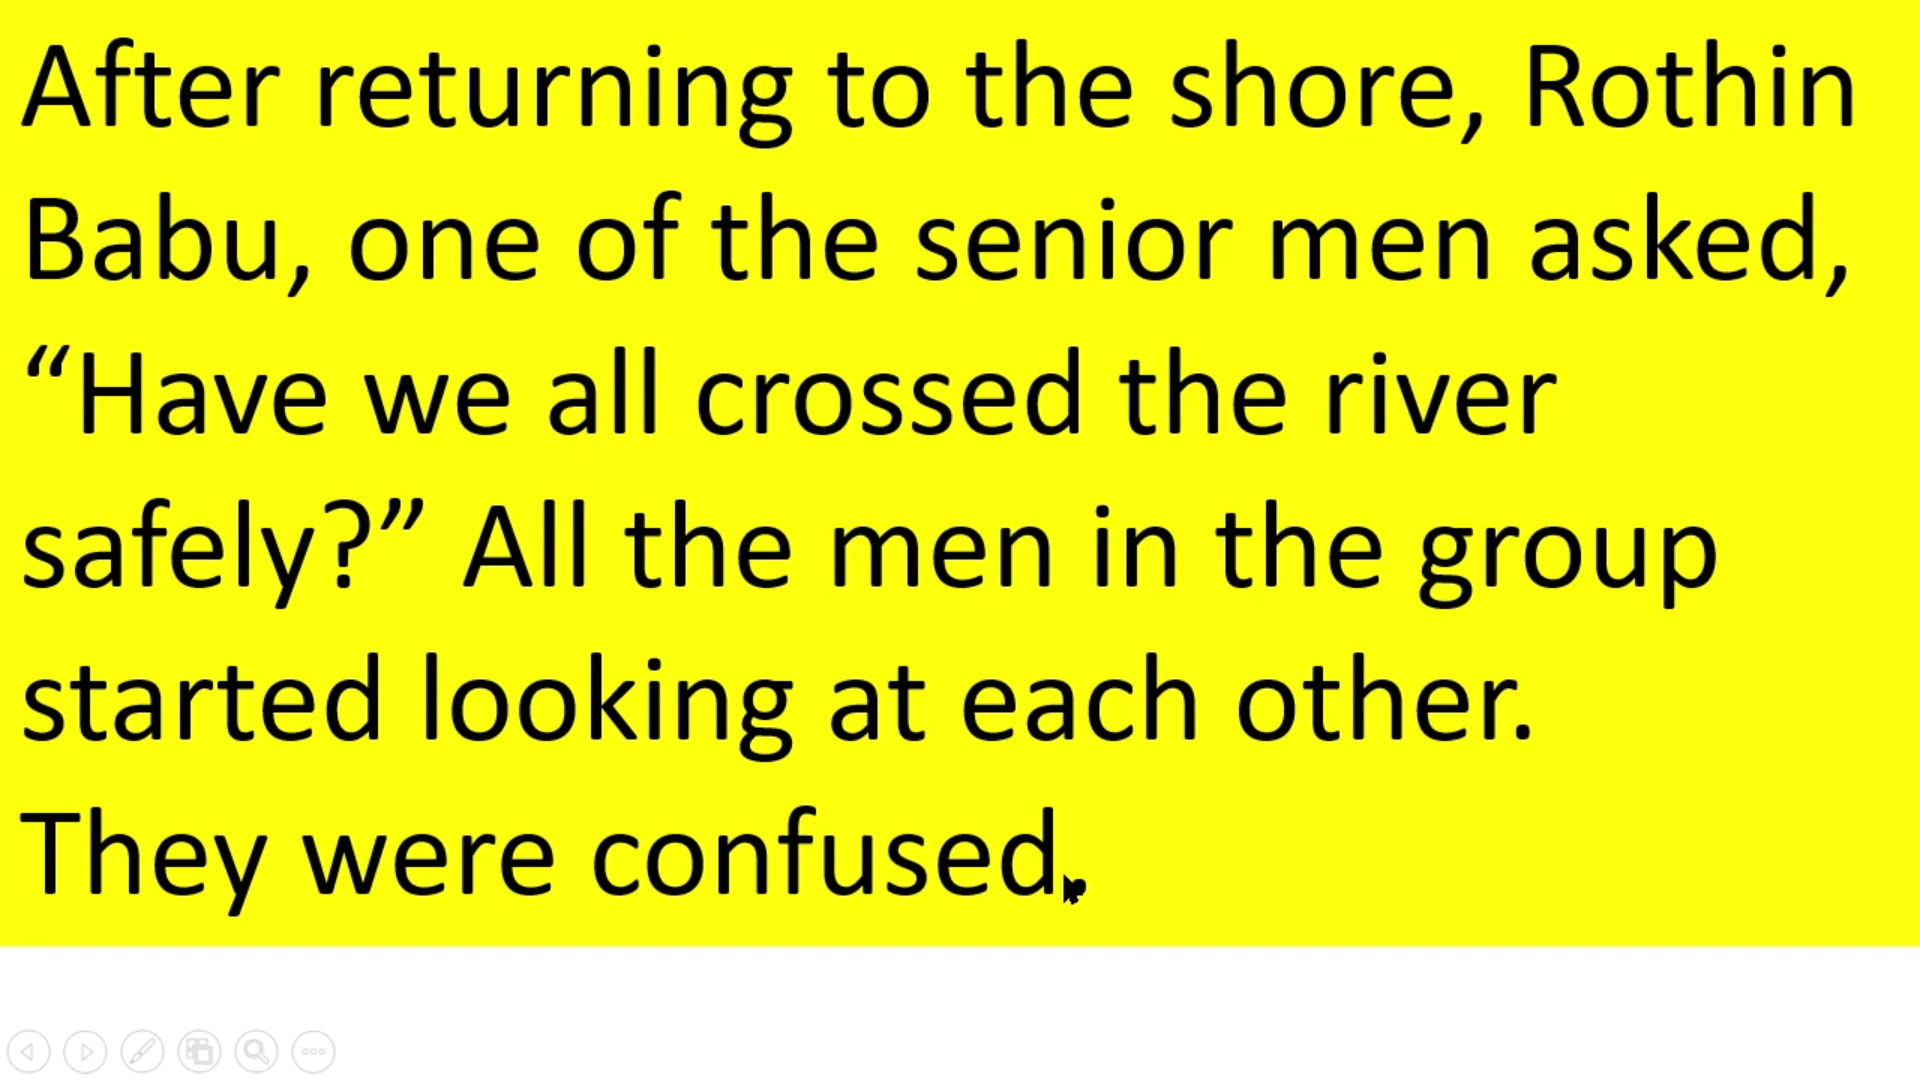 After returning to the shore, Rothin
Babu, one of the senior men asked,
“Have we all crossed the river
safely?” All the men in the group
started looking at each other.
They were confused.